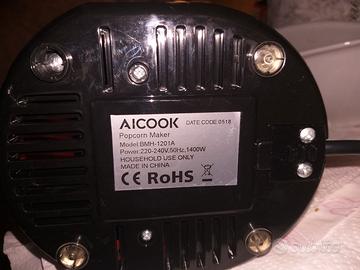 AICOOK DATE CODE:0518
Popcorn Maker
Model:BMH-1201A
Power:220-240V,50Hz,1400W
HOUSEHOLD USE ONLY
MADE IN CHINA
CE RoHS